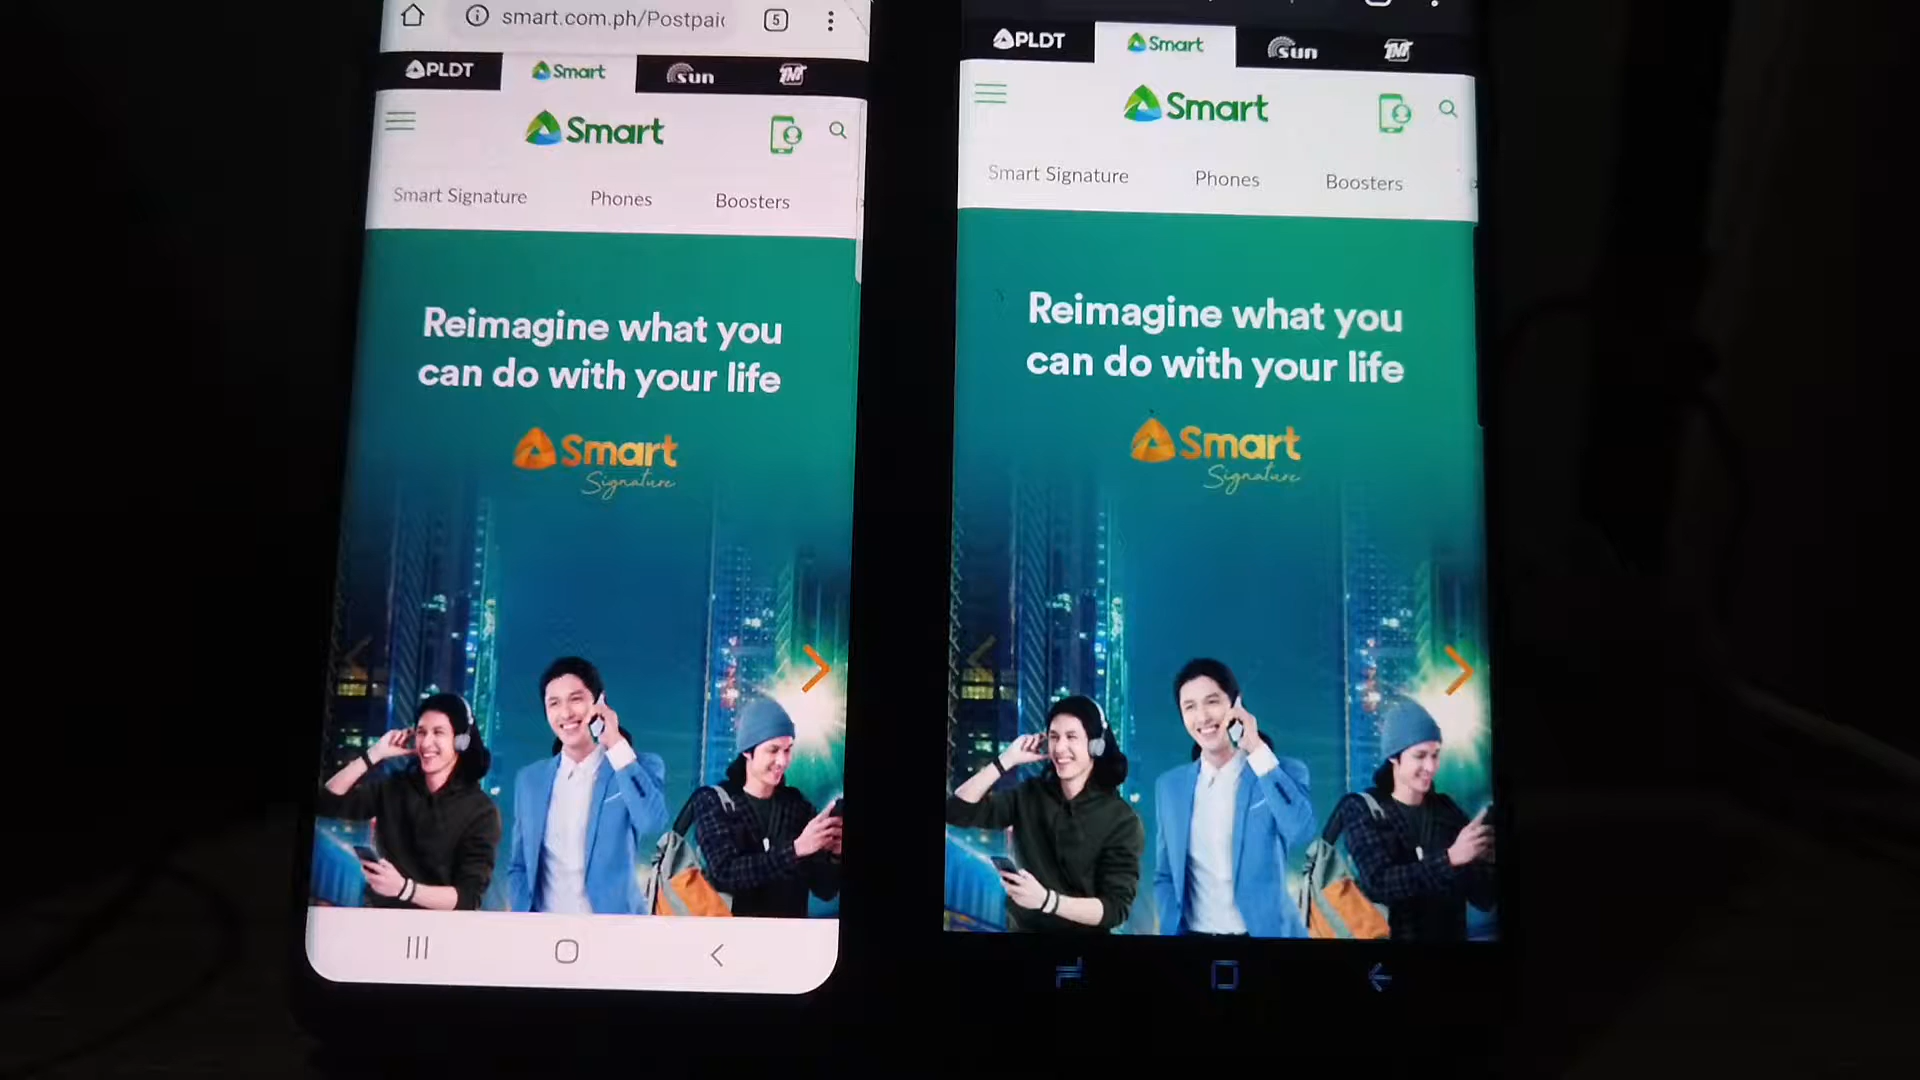 smart.com.ph/Postpaid
5
PLDT
Smart
sun
TNT
Smart
Smart Signature
Phones
Boosters
Reimagine what you
can do with your life
Smart
Signature
PLDT
Smart
sun
TNT
Smart
Smart Signature
Phones
Boosters
Reimagine what you
can do with your life
Smart
Signature